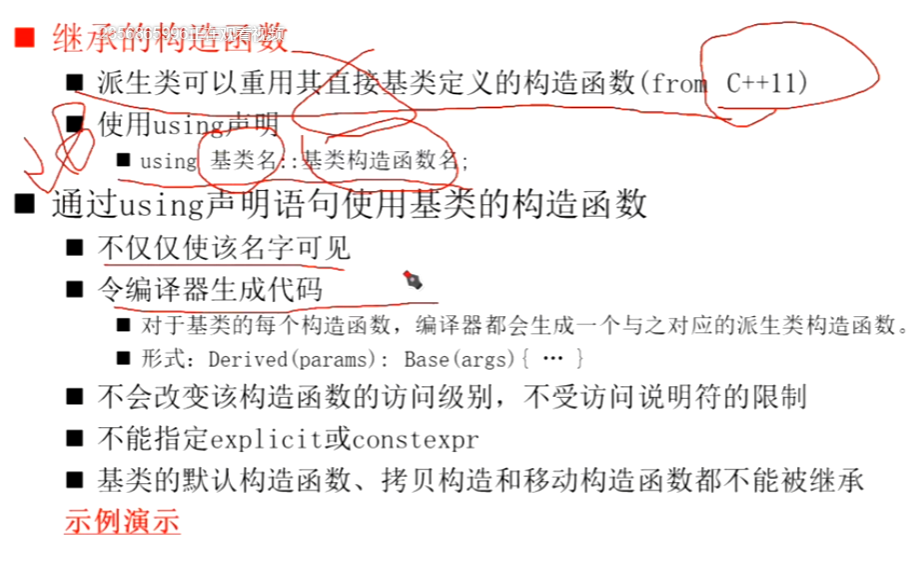 继承的构造函数
派生类可以重用其直接基类定义的构造函数(from C++11)
使用using声明
using 基类名::基类构造函数名;
通过using声明语句使用基类的构造函数
不仅仅使该名字可见
令编译器生成代码
对于基类的每个构造函数，编译器都会生成一个与之对应的派生类构造函数。
形式：Derived(params): Base(args){ … }
不会改变该构造函数的访问级别，不受访问说明符的限制
不能指定explicit或constexpr
基类的默认构造函数、拷贝构造和移动构造函数都不能被继承
示例演示